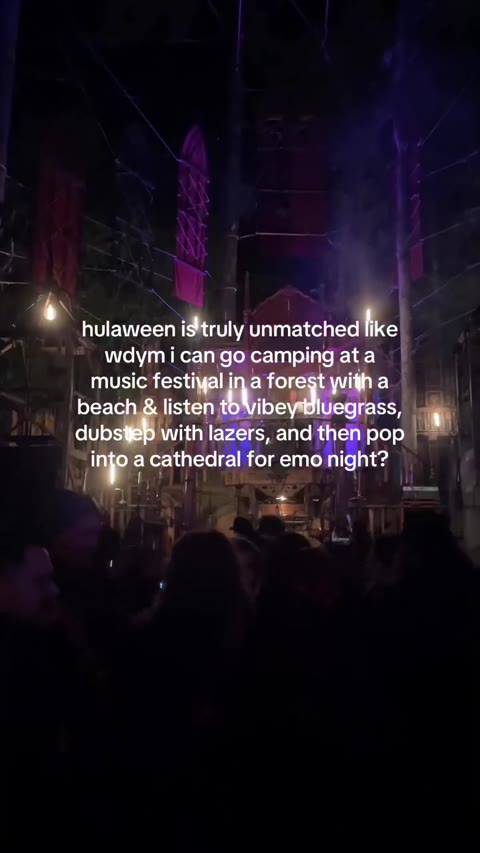 hulaween is truly unmatched like
wdym i can go camping at a
music festival in a forest with a
beach & listen to vibey bluegrass,
dubstep with lazers, and then pop
into a cathedral for emo night?